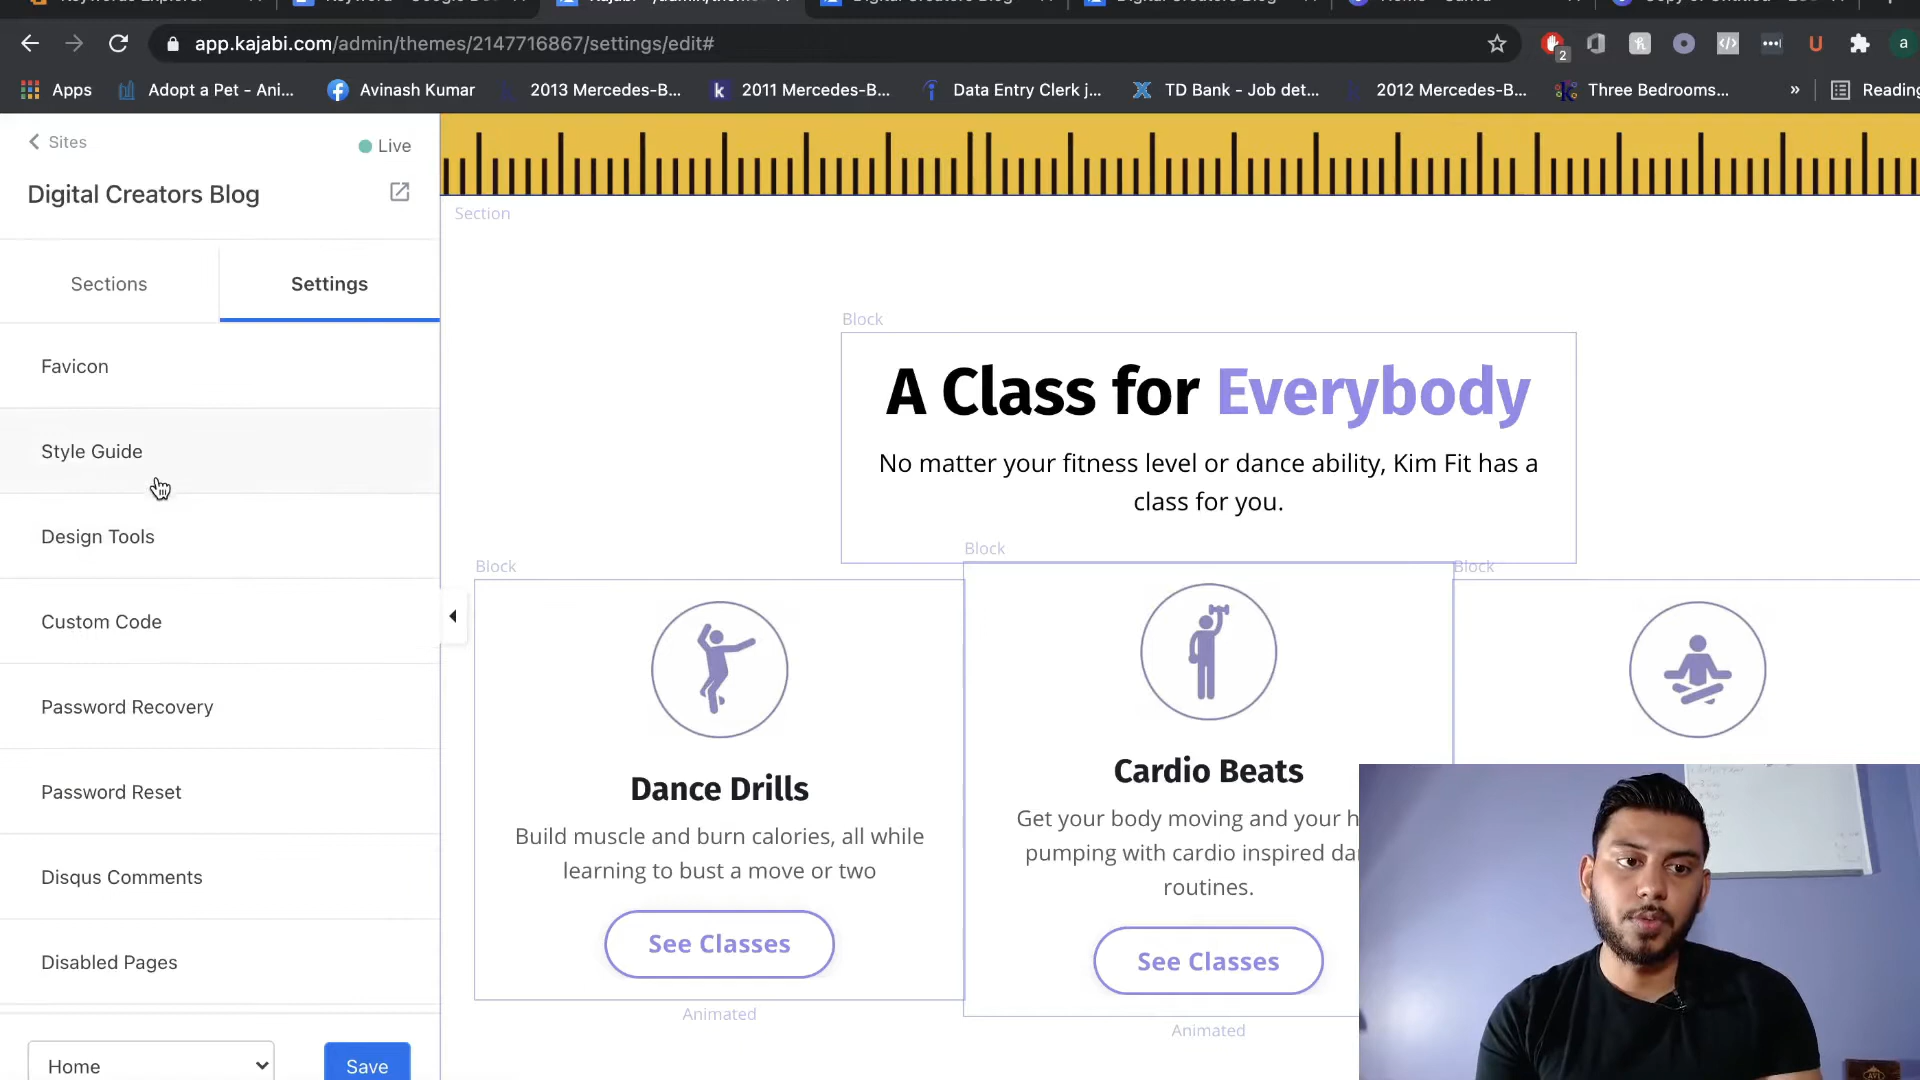 app.kajabi.com/admin/themes/2147716867/settings/edit#
2
a
Apps
Adopt a Pet - Ani...
Avinash Kumar
2013 Mercedes-B...
2011 Mercedes-B...
Data Entry Clerk j...
TD Bank - Job det...
2012 Mercedes-B...
Three Bedrooms...
»
Reading
Sites
Live
Digital Creators Blog
Sections
Settings
Favicon
Style Guide
Design Tools
Custom Code
Password Recovery
Password Reset
Disqus Comments
Disabled Pages
Home
Save
Section
Block
A Class for Everybody
No matter your fitness level or dance ability, Kim Fit has a
class for you.
Block
Block
Block
Dance Drills
Build muscle and burn calories, all while
learning to bust a move or two
See Classes
Animated
Cardio Beats
Get your body moving and your h
pumping with cardio inspired da
routines.
See Classes
Animated